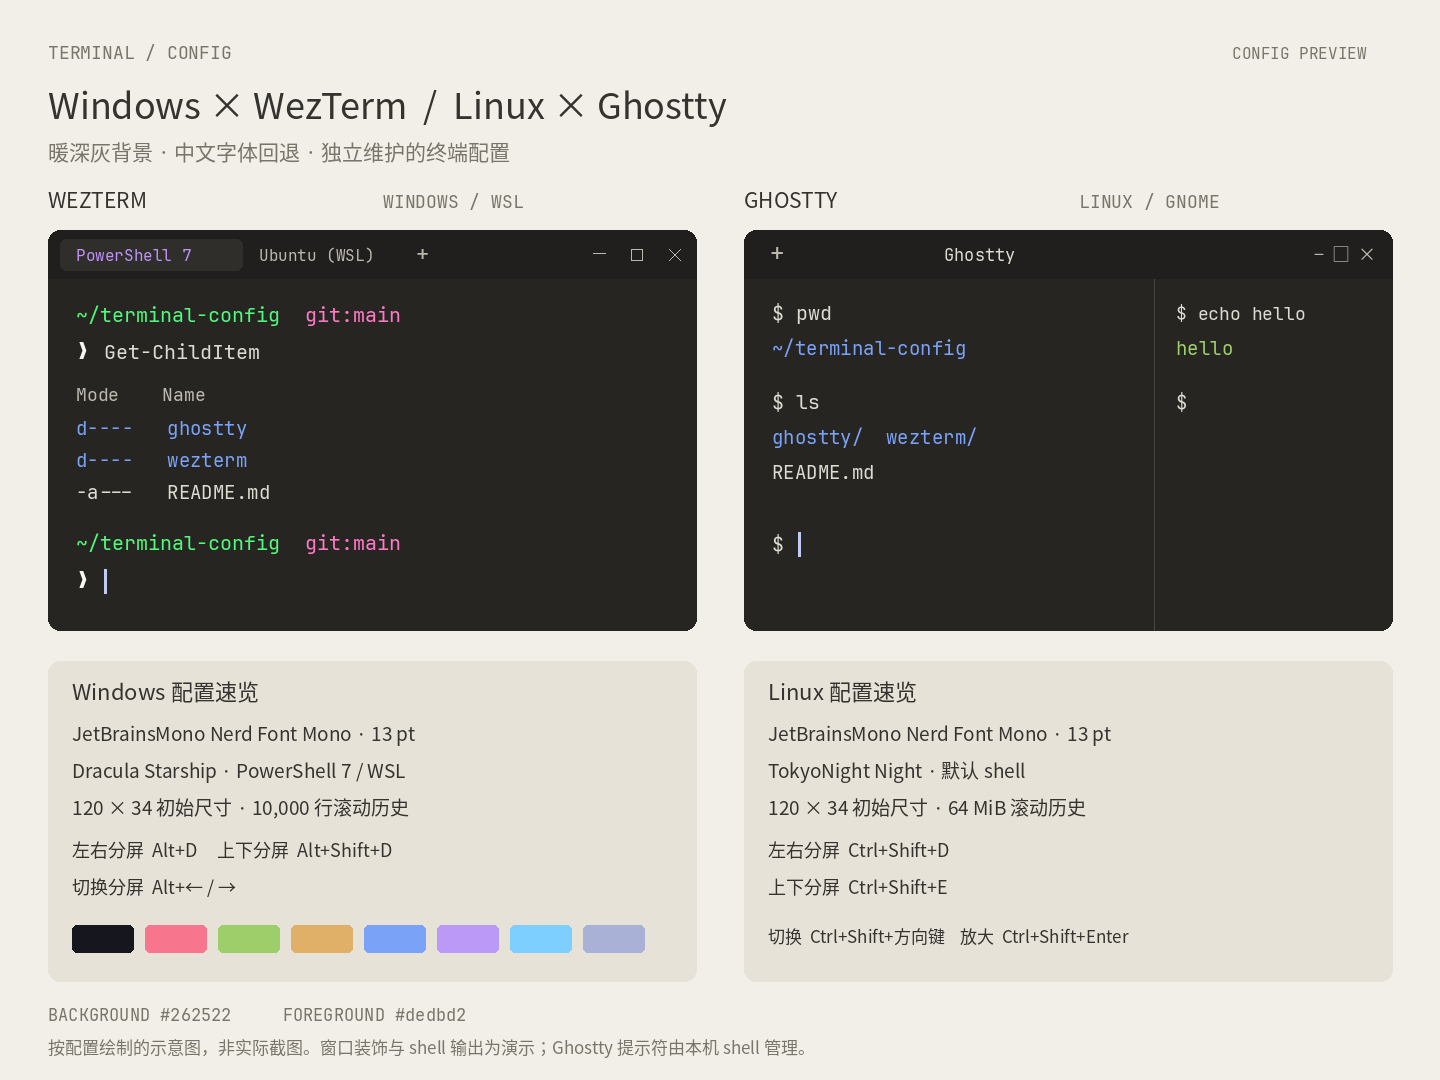 TERMINAL / CONFIG
CONFIG PREVIEW
Windows × WezTerm / Linux × Ghostty
暖深灰背景 · 中文字体回退 · 独立维护的终端配置
WEZTERM
WINDOWS / WSL
PowerShell 7
Ubuntu (WSL)
+
~/terminal-config git:main
❯ Get-ChildItem
Mode Name
d---- ghostty
d---- wezterm
-a--- README.md
~/terminal-config git:main
❯
GHOSTTY
LINUX / GNOME
+
Ghostty
$ pwd
~/terminal-config
$ ls
ghostty/ wezterm/
README.md
$
$ echo hello
hello
$
Windows 配置速览
JetBrainsMono Nerd Font Mono · 13 pt
Dracula Starship · PowerShell 7 / WSL
120 × 34 初始尺寸 · 10,000 行滚动历史
左右分屏 Alt+D 上下分屏 Alt+Shift+D
切换分屏 Alt+← / →
Linux 配置速览
JetBrainsMono Nerd Font Mono · 13 pt
TokyoNight Night · 默认 shell
120 × 34 初始尺寸 · 64 MiB 滚动历史
左右分屏 Ctrl+Shift+D
上下分屏 Ctrl+Shift+E
切换 Ctrl+Shift+方向键 放大 Ctrl+Shift+Enter
BACKGROUND #262522 FOREGROUND #dedbd2
按配置绘制的示意图，非实际截图。窗口装饰与 shell 输出为演示；Ghostty 提示符由本机 shell 管理。